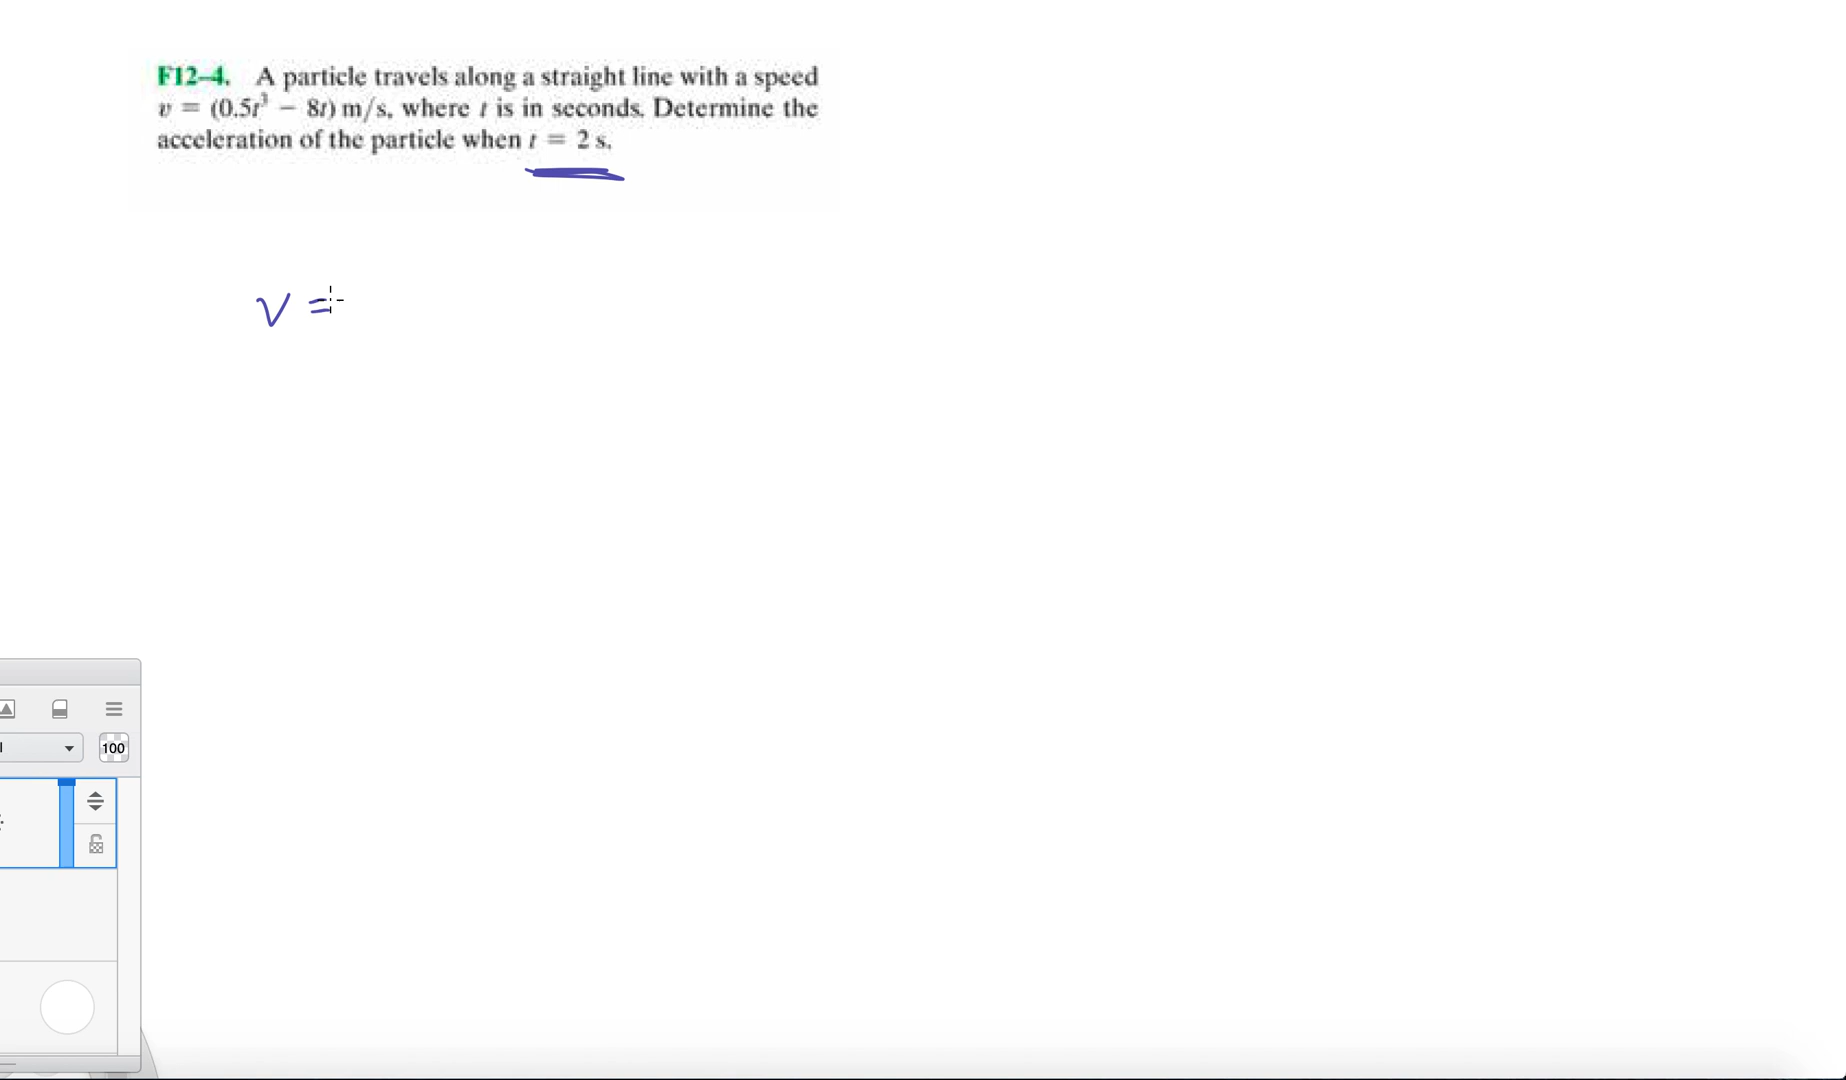 F12–4. A particle travels along a straight line with a speed
v = (0.5t³ − 8t) m/s, where t is in seconds. Determine the
acceleration of the particle when t = 2 s.
v =
100